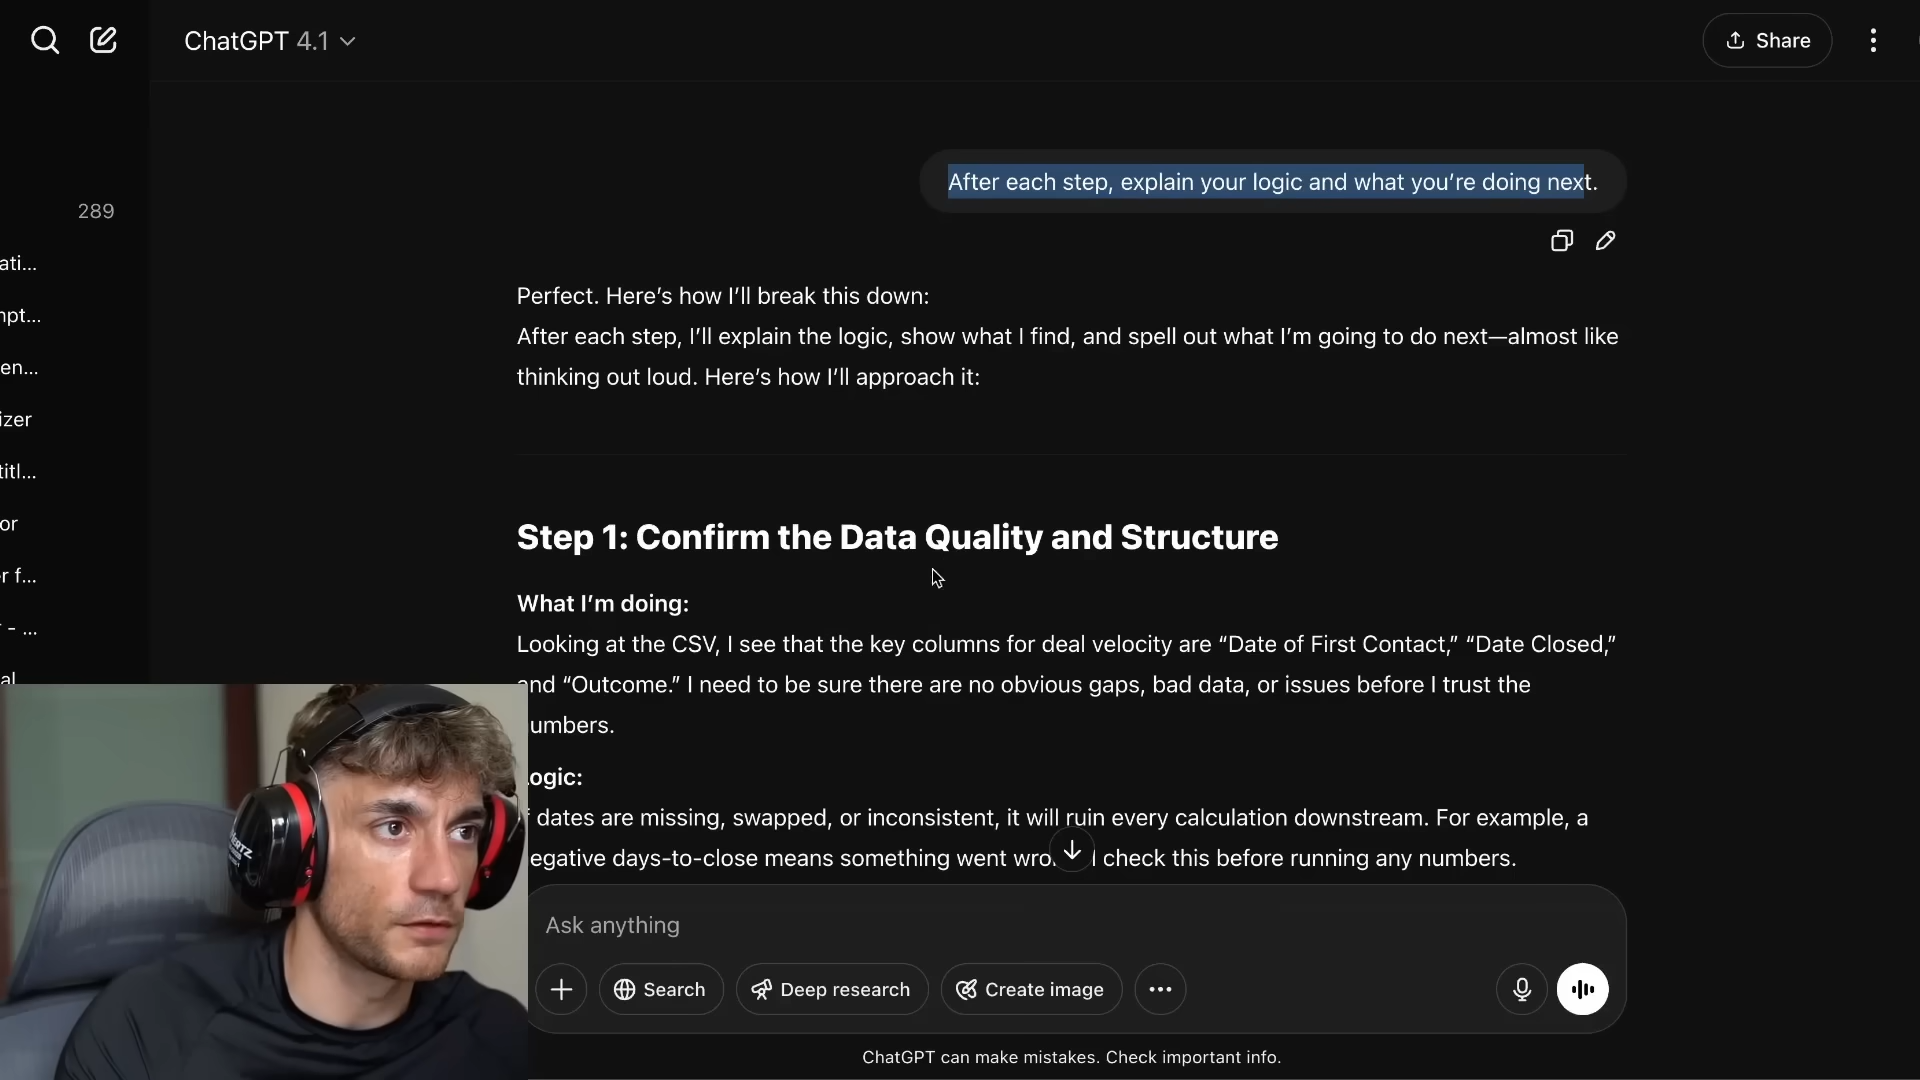 ChatGPT 4.1
Share
289
ati...
npt...
en...
izer
titl...
or
r f...
- ...
al
After each step, explain your logic and what you’re doing next.
Perfect. Here’s how I’ll break this down:
After each step, I’ll explain the logic, show what I find, and spell out what I’m going to do next—almost like
thinking out loud. Here’s how I’ll approach it:
Step 1: Confirm the Data Quality and Structure
What I’m doing:
Looking at the CSV, I see that the key columns for deal velocity are “Date of First Contact,” “Date Closed,”
and “Outcome.” I need to be sure there are no obvious gaps, bad data, or issues before I trust the
umbers.
ogic:
dates are missing, swapped, or inconsistent, it will ruin every calculation downstream. For example, a
egative days-to-close means something went wro check this before running any numbers.
Ask anything
Search
Deep research
Create image
ChatGPT can make mistakes. Check important info.